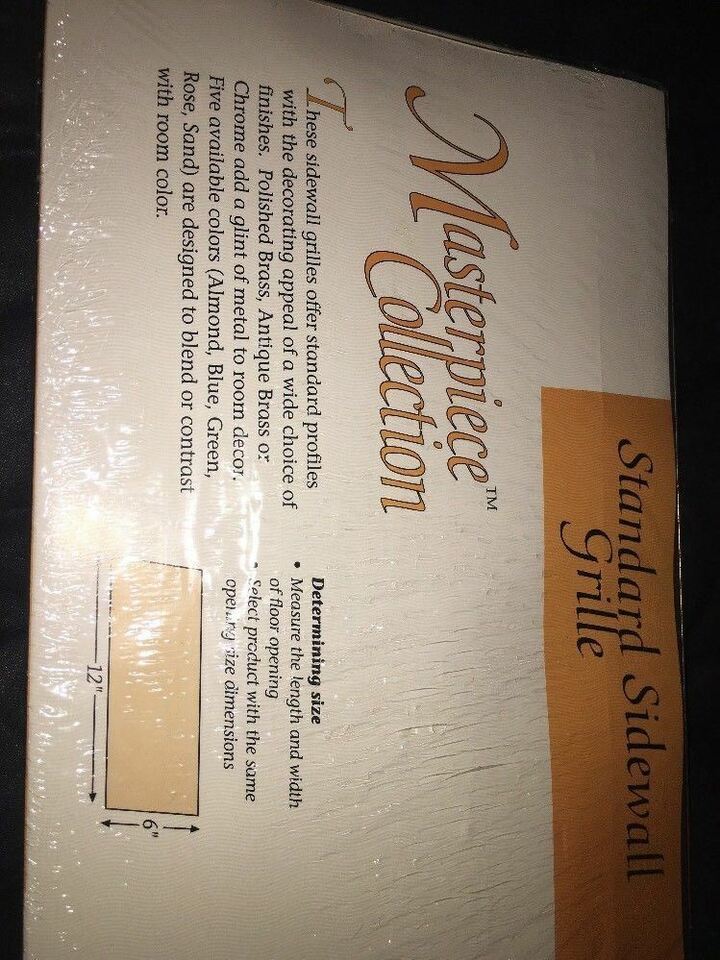 Standard Sidewall
Grille
Masterpiece™
Collection
These sidewall grilles offer standard profiles
with the decorating appeal of a wide choice of
finishes. Polished Brass, Antique Brass or
Chrome add a glint of metal to room decor.
Five available colors (Almond, Blue, Green,
Rose, Sand) are designed to blend or contrast
with room color.
Determining size
• Measure the length and width
of floor opening
• Select product with the same
opening size dimensions
6"
12"